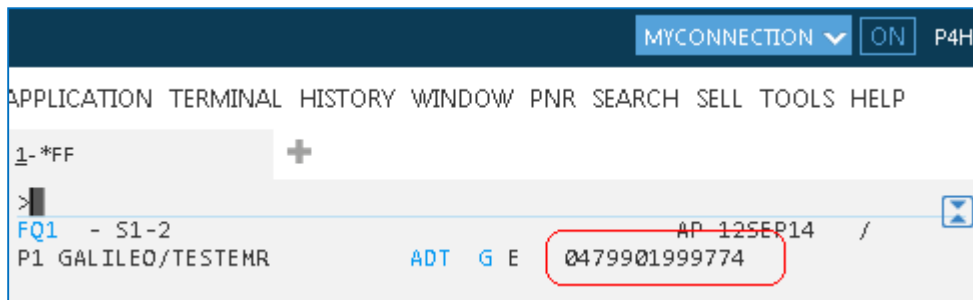 MYCONNECTION ON P4H
APPLICATION TERMINAL HISTORY WINDOW PNR SEARCH SELL TOOLS HELP
1-*FF
>
FQ1 - S1-2 AP 12SEP14 /
P1 GALILEO/TESTEMR ADT G E 0479901999774